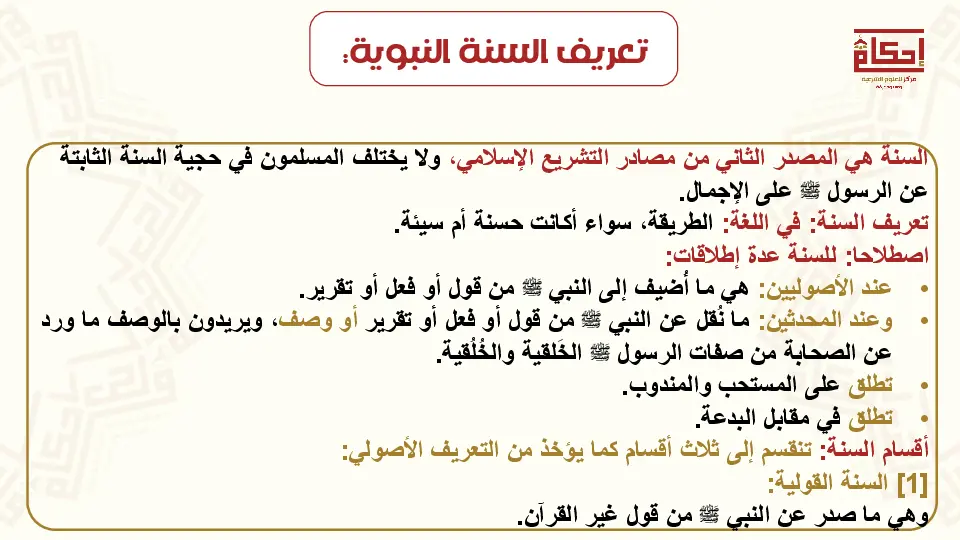 تعريف السنة النبوية:
إحكام
مركز للعلوم الشرعية
السنة هي المصدر الثاني من مصادر التشريع الإسلامي، ولا يختلف المسلمون في حجية السنة الثابتة
عن الرسول ﷺ على الإجمال.
تعريف السنة: في اللغة: الطريقة، سواء أكانت حسنة أم سيئة.
اصطلاحا: للسنة عدة إطلاقات:
• عند الأصوليين: هي ما أُضيف إلى النبي ﷺ من قول أو فعل أو تقرير.
• وعند المحدثين: ما نُقل عن النبي ﷺ من قول أو فعل أو تقرير أو وصف، ويريدون بالوصف ما ورد
عن الصحابة من صفات الرسول ﷺ الخَلقية والخُلُقية.
• تطلق على المستحب والمندوب.
• تطلق في مقابل البدعة.
أقسام السنة: تنقسم إلى ثلاث أقسام كما يؤخذ من التعريف الأصولي:
[1] السنة القولية:
وهي ما صدر عن النبي ﷺ من قول غير القرآن.